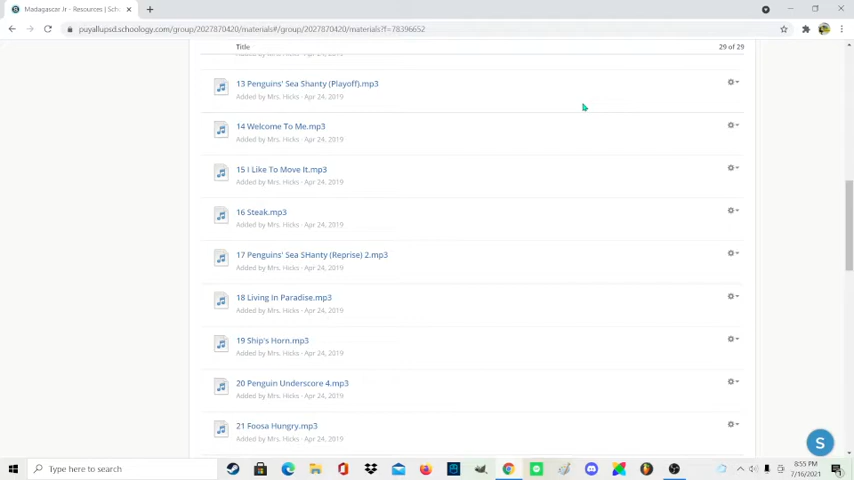 Madagascar Jr - Resources | Scho
puyallupsd.schoology.com/group/2027870420/materials#/group/2027870420/materials?f=78396652
Title
29 of 29
13 Penguins' Sea Shanty (Playoff).mp3
Added by Mrs. Hicks · Apr 24, 2019
14 Welcome To Me.mp3
Added by Mrs. Hicks · Apr 24, 2019
15 I Like To Move It.mp3
Added by Mrs. Hicks · Apr 24, 2019
16 Steak.mp3
Added by Mrs. Hicks · Apr 24, 2019
17 Penguins' Sea SHanty (Reprise) 2.mp3
Added by Mrs. Hicks · Apr 24, 2019
18 Living In Paradise.mp3
Added by Mrs. Hicks · Apr 24, 2019
19 Ship's Horn.mp3
Added by Mrs. Hicks · Apr 24, 2019
20 Penguin Underscore 4.mp3
Added by Mrs. Hicks · Apr 24, 2019
21 Foosa Hungry.mp3
Added by Mrs. Hicks · Apr 24, 2019
S
Type here to search
8:55 PM
7/16/2021